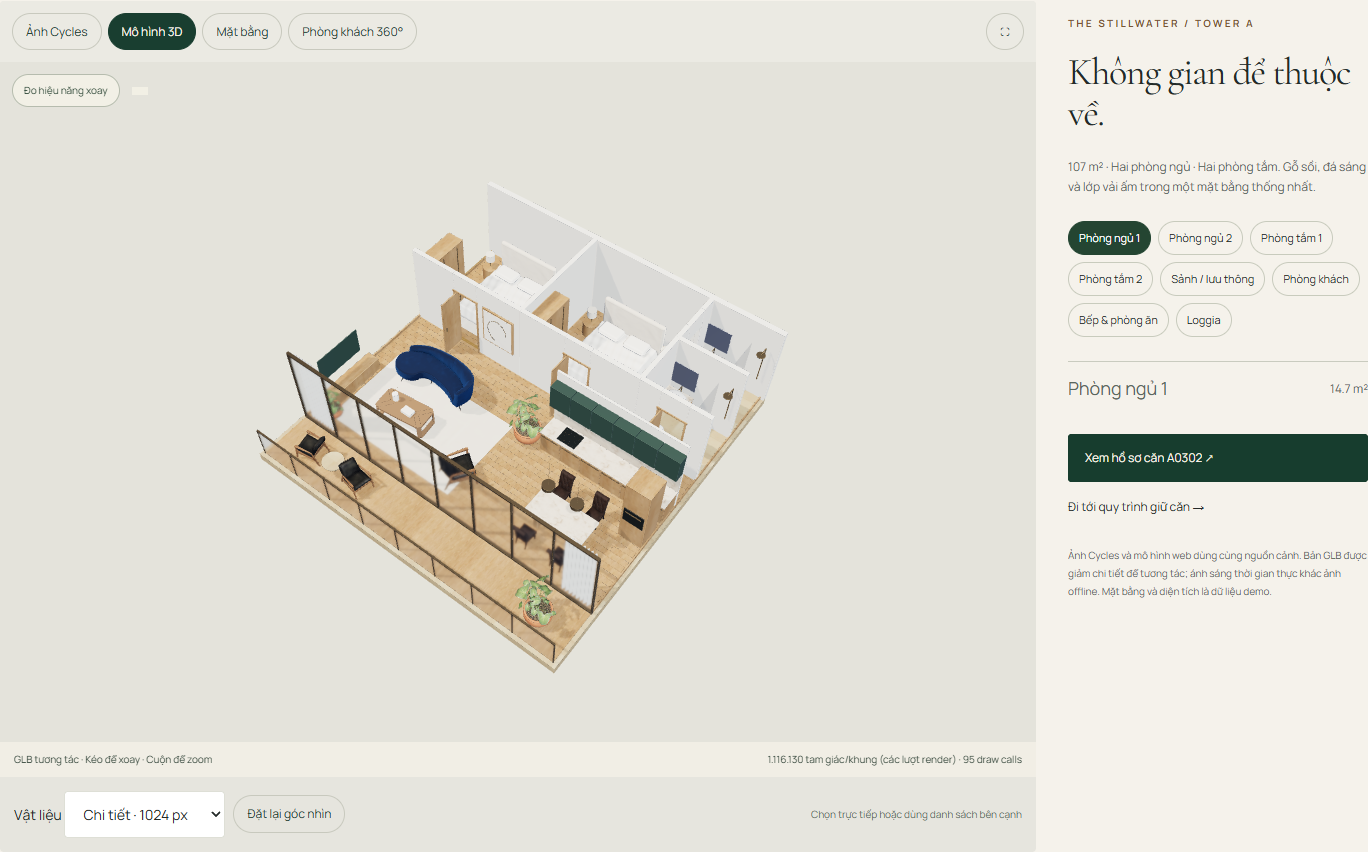 Ảnh Cycles
Mô hình 3D
Mặt bằng
Phòng khách 360°
Đo hiệu năng xoay
GLB tương tác · Kéo để xoay · Cuộn để zoom
1.116.130 tam giác/khung (các lượt render) · 95 draw calls
Vật liệu
Chi tiết · 1024 px
Đặt lại góc nhìn
Chọn trực tiếp hoặc dùng danh sách bên cạnh
THE STILLWATER / TOWER A
Không gian để thuộc
về.
107 m² · Hai phòng ngủ · Hai phòng tắm. Gỗ sồi, đá sáng
và lớp vải ấm trong một mặt bằng thống nhất.
Phòng ngủ 1
Phòng ngủ 2
Phòng tắm 1
Phòng tắm 2
Sảnh / lưu thông
Phòng khách
Bếp & phòng ăn
Loggia
Phòng ngủ 1
14.7 m²
Xem hồ sơ căn A0302 ↗
Đi tới quy trình giữ căn →
Ảnh Cycles và mô hình web dùng cùng nguồn cảnh. Bản GLB được
giảm chi tiết để tương tác; ánh sáng thời gian thực khác ảnh
offline. Mặt bằng và diện tích là dữ liệu demo.